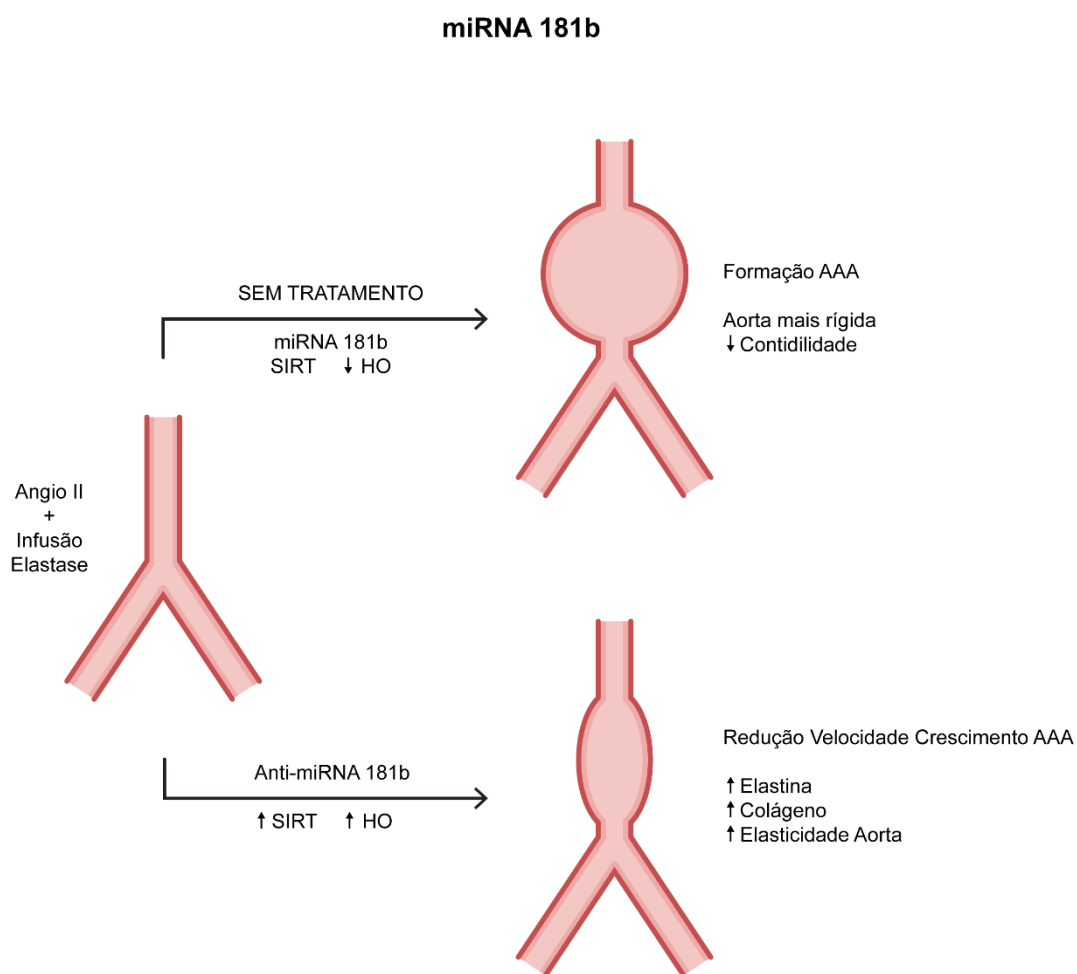 miRNA 181b
SEM TRATAMENTO
miRNA 181b
SIRT ↓ HO
Formação AAA
Aorta mais rígida
↓ Contidilidade
Angio II
+
Infusão
Elastase
Anti-miRNA 181b
↑ SIRT ↑ HO
Redução Velocidade Crescimento AAA
↑ Elastina
↑ Colágeno
↑ Elasticidade Aorta